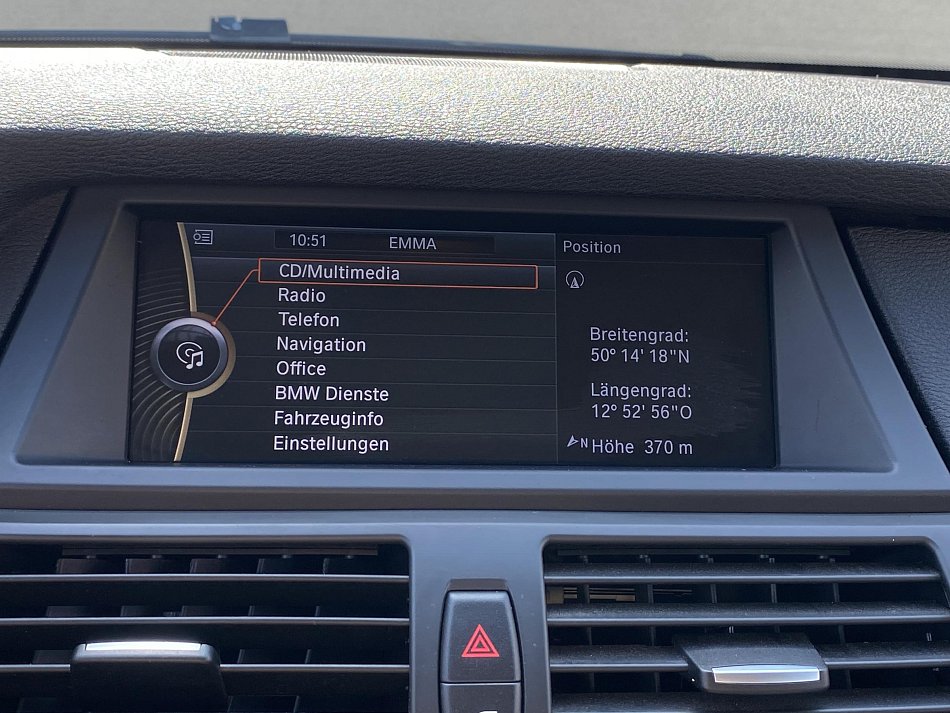 10:51 EMMA
Position
CD/Multimedia
Radio
Telefon
Navigation
Office
BMW Dienste
Fahrzeuginfo
Einstellungen
Breitengrad:
50° 14' 18"N
Längengrad:
12° 52' 56"O
N Höhe 370 m